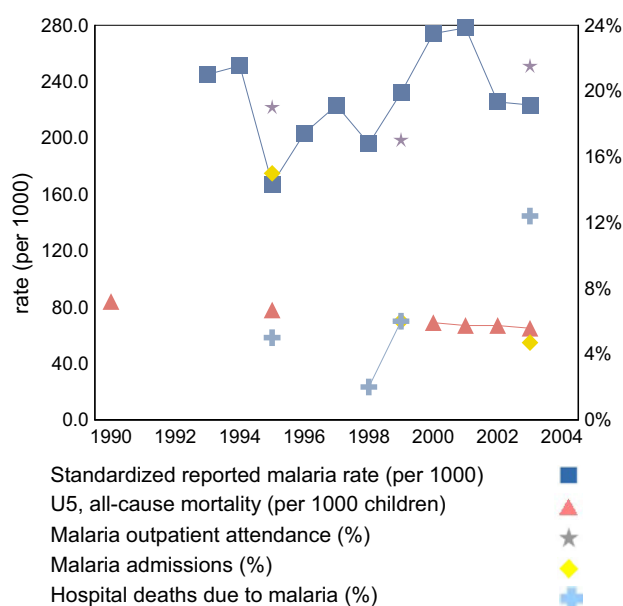 280.0
240.0
200.0
160.0
120.0
80.0
40.0
0.0
rate (per 1000)
24%
20%
16%
12%
8%
4%
0%
1990 1992 1994 1996 1998 2000 2002 2004
Standardized reported malaria rate (per 1000)
U5, all-cause mortality (per 1000 children)
Malaria outpatient attendance (%)
Malaria admissions (%)
Hospital deaths due to malaria (%)